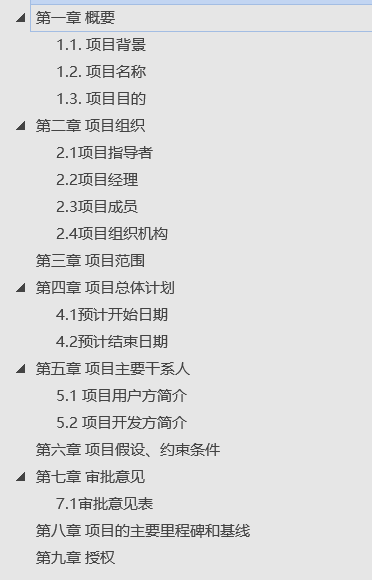 第一章 概要
1.1. 项目背景
1.2. 项目名称
1.3. 项目目的
第二章 项目组织
2.1项目指导者
2.2项目经理
2.3项目成员
2.4项目组织机构
第三章 项目范围
第四章 项目总体计划
4.1预计开始日期
4.2预计结束日期
第五章 项目主要干系人
5.1 项目用户方简介
5.2 项目开发方简介
第六章 项目假设、约束条件
第七章 审批意见
7.1审批意见表
第八章 项目的主要里程碑和基线
第九章 授权